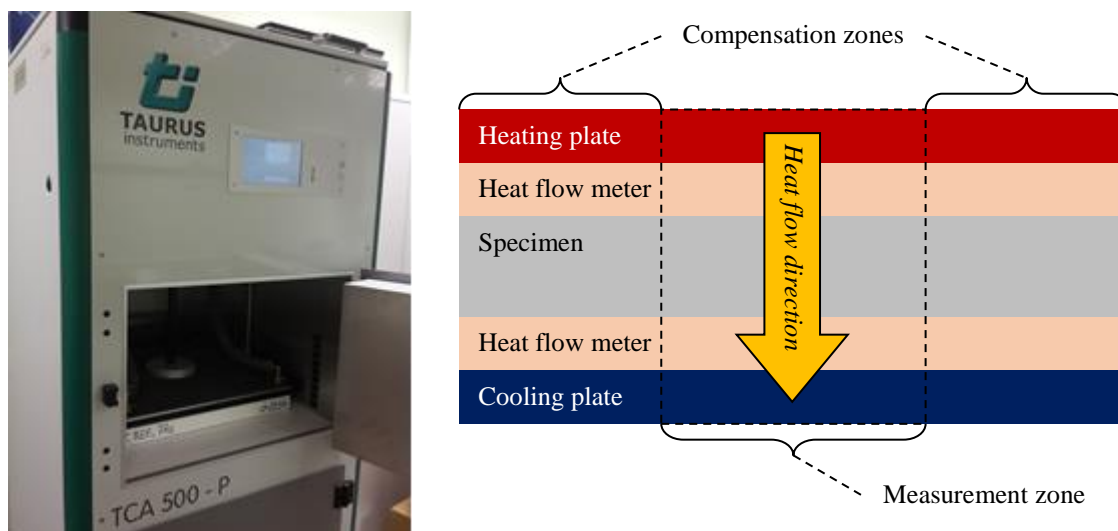 TAURUS
instruments
TCA 500 - P
Compensation zones
Heating plate
Heat flow meter
Specimen
Heat flow meter
Cooling plate
Heat flow direction
Measurement zone